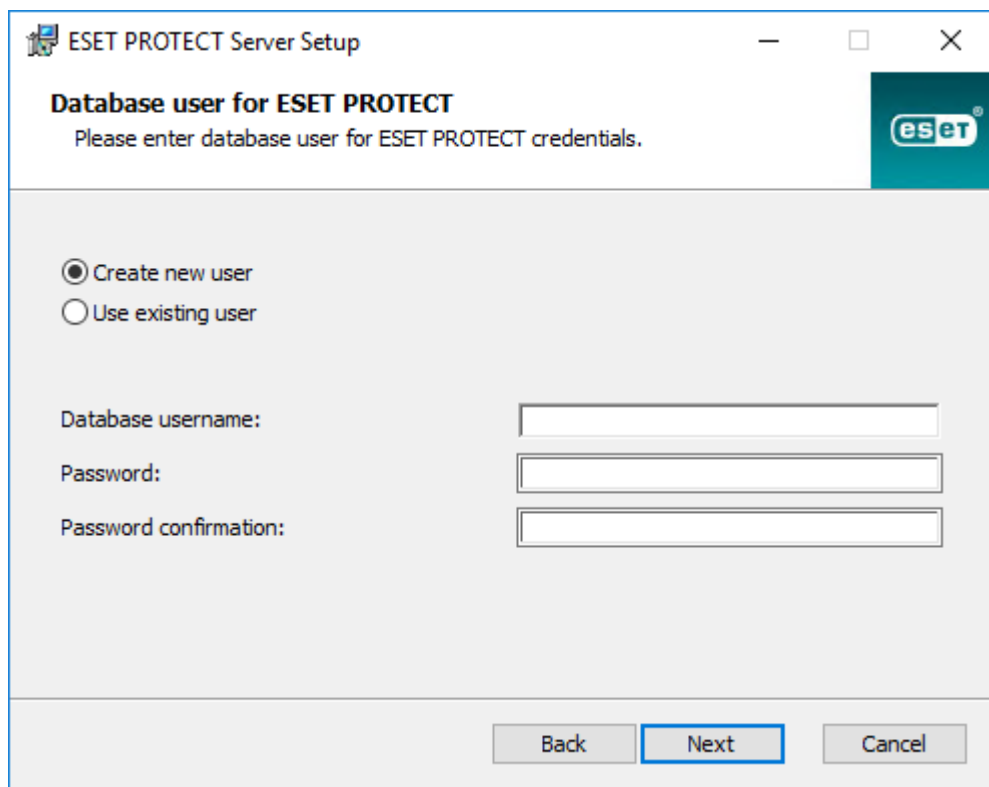 ESET PROTECT Server Setup
Database user for ESET PROTECT
Please enter database user for ESET PROTECT credentials.
eset®
Create new user
Use existing user
Database username:
Password:
Password confirmation:
Back Next Cancel